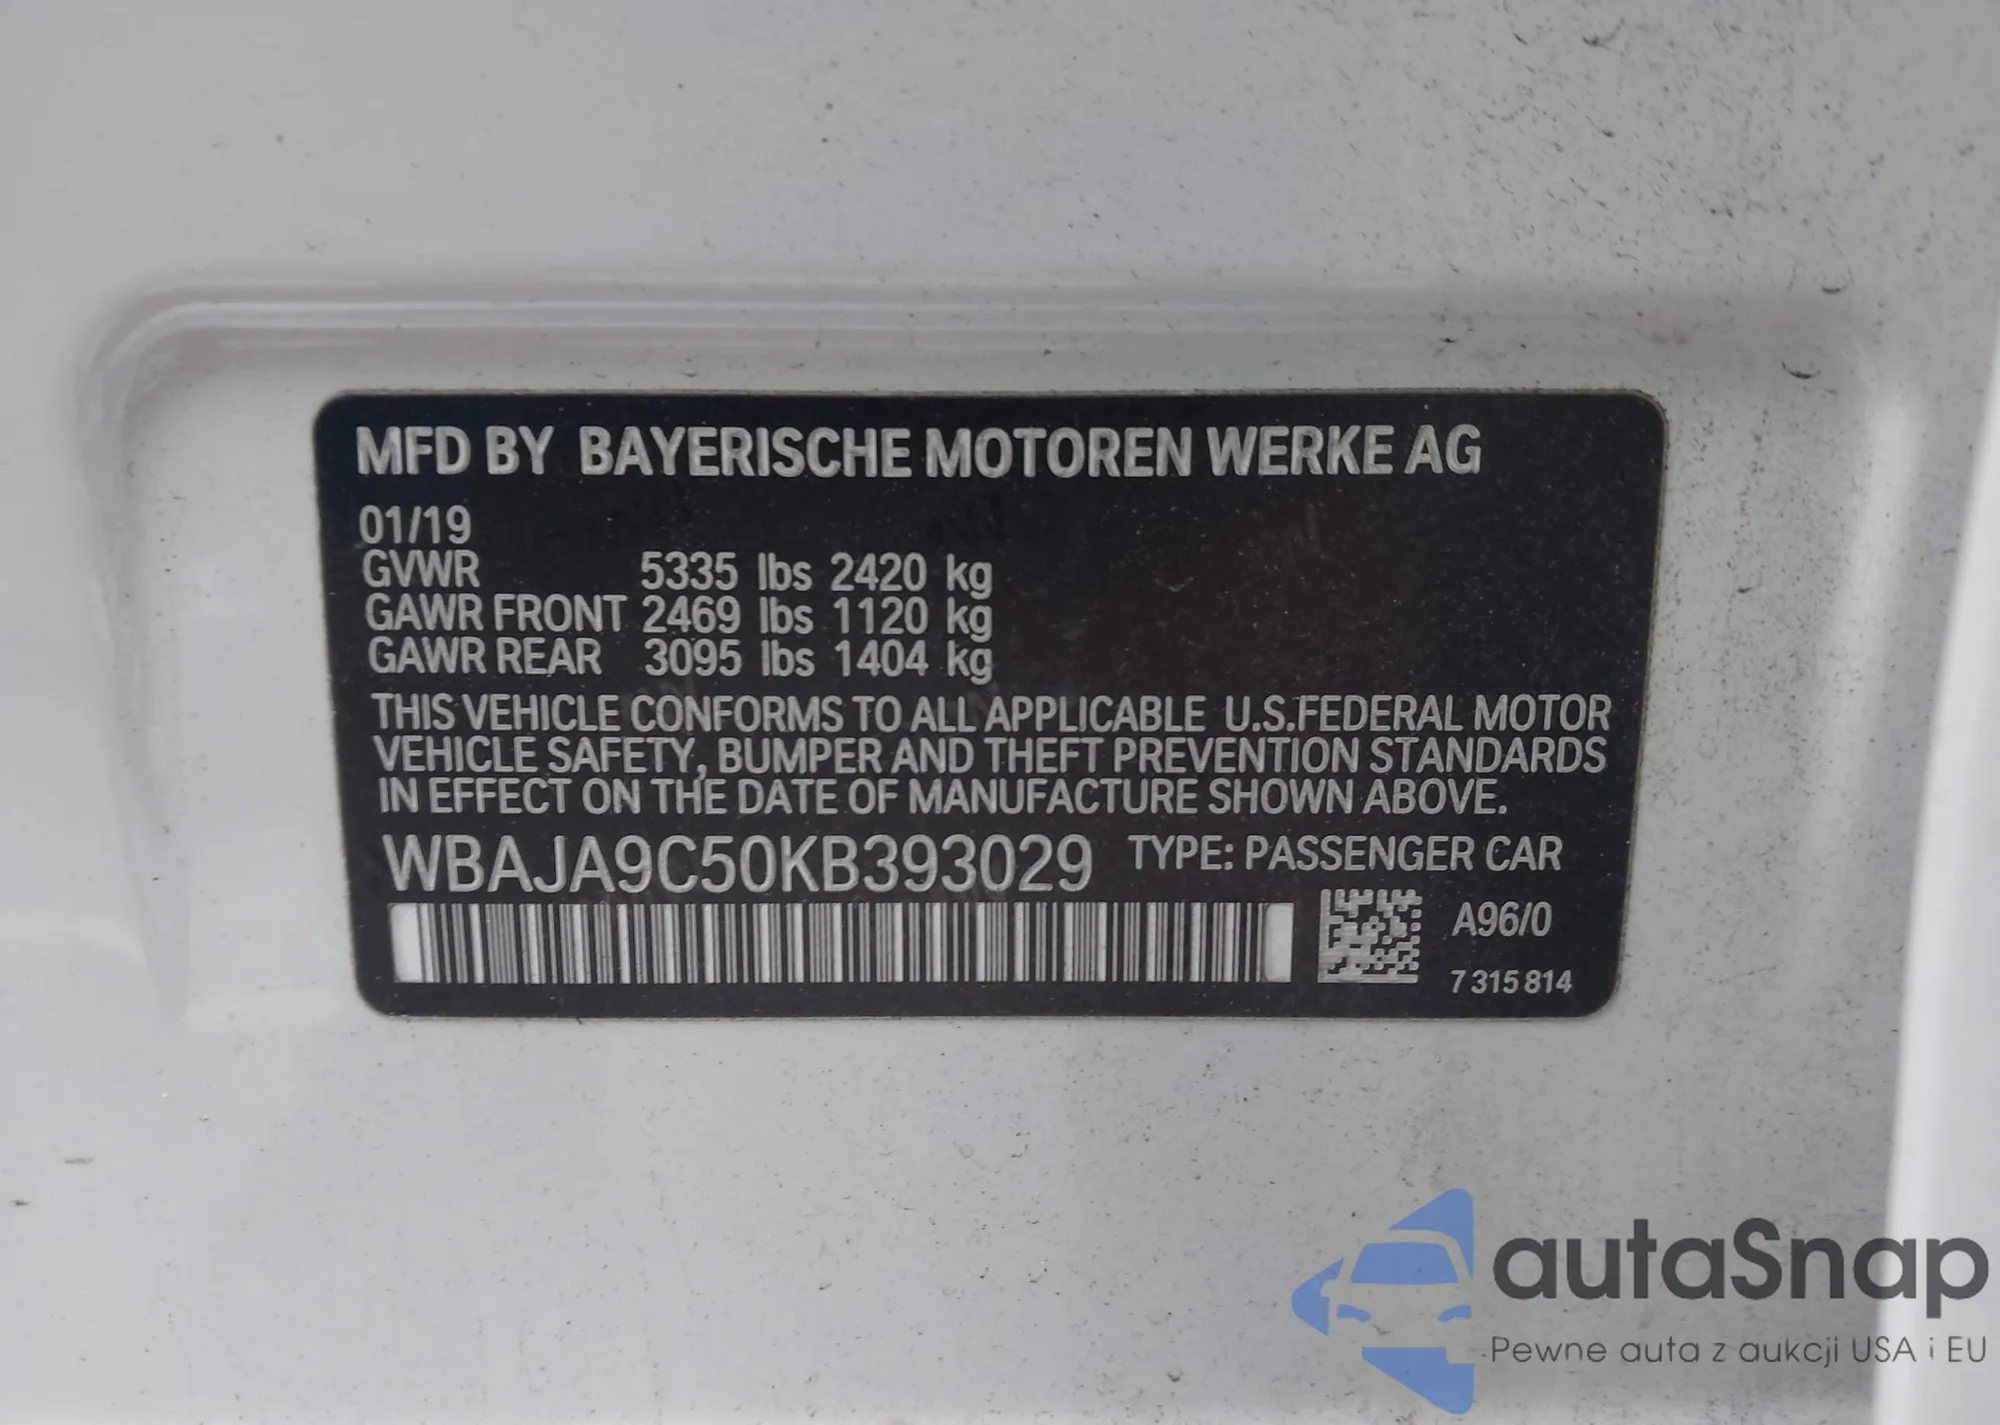 MFD BY BAYERISCHE MOTOREN WERKE AG
01/19
GVWR 5335 lbs 2420 kg
GAWR FRONT 2469 lbs 1120 kg
GAWR REAR 3095 lbs 1404 kg
THIS VEHICLE CONFORMS TO ALL APPLICABLE U.S.FEDERAL MOTOR
VEHICLE SAFETY, BUMPER AND THEFT PREVENTION STANDARDS
IN EFFECT ON THE DATE OF MANUFACTURE SHOWN ABOVE.
WBAJA9C50KB393029 TYPE: PASSENGER CAR
A96/0
7 315 814
autaSnap
Pewne auta z aukcji USA i EU